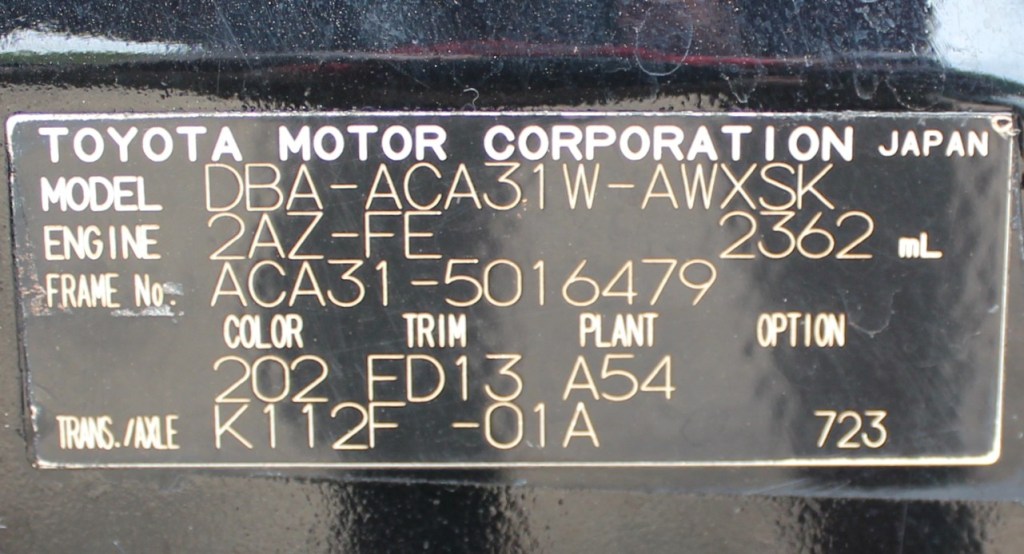 TOYOTA MOTOR CORPORATION JAPAN
MODEL DBA-ACA31W-AWXSK
ENGINE 2AZ-FE 2362 mL
FRAME No. ACA31-5016479
COLOR TRIM PLANT OPTION
202 FD13 A54
TRANS./AXLE K112F -01A 723